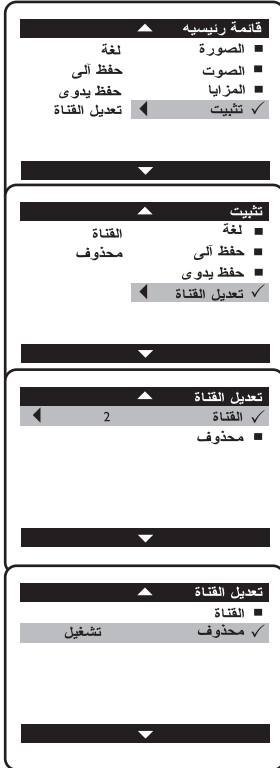 قائمة رئيسيه
الصورة لغة
الصوت حفظ آلى
المزايا حفظ يدوى
تثبيت تعديل القناة
تثبيت
لغة القناة
حفظ آلى محذوف
حفظ يدوى
تعديل القناة
تعديل القناة
القناة 2
محذوف
تعديل القناة
القناة
محذوف تشغيل